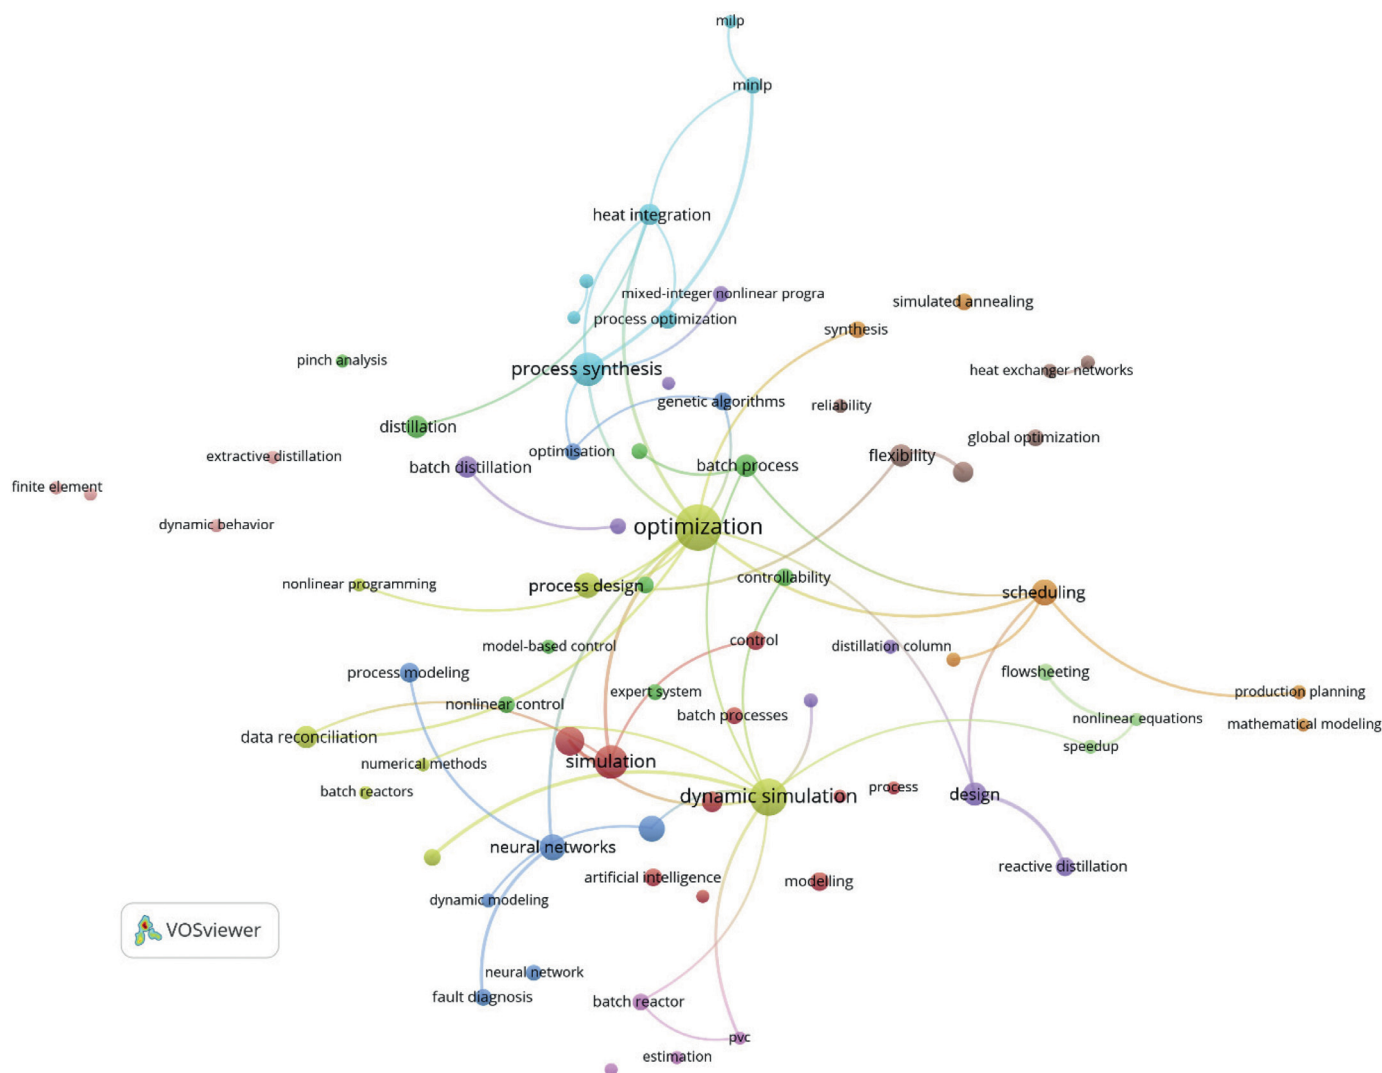 milp
minlp
heat integration
mixed-integer nonlinear progra
simulated annealing
process optimization
synthesis
pinch analysis
process synthesis
heat exchanger networks
genetic algorithms
reliability
distillation
global optimization
optimisation
extractive distillation
flexibility
batch distillation
batch process
finite element
dynamic behavior
optimization
controllability
nonlinear programming
process design
scheduling
model-based control
control
distillation column
process modeling
flowsheeting
expert system
production planning
nonlinear control
batch processes
nonlinear equations
mathematical modeling
data reconciliation
speedup
simulation
numerical methods
process
batch reactors
dynamic simulation
design
neural networks
reactive distillation
artificial intelligence
modelling
dynamic modeling
VOSviewer
neural network
fault diagnosis
batch reactor
pvc
estimation